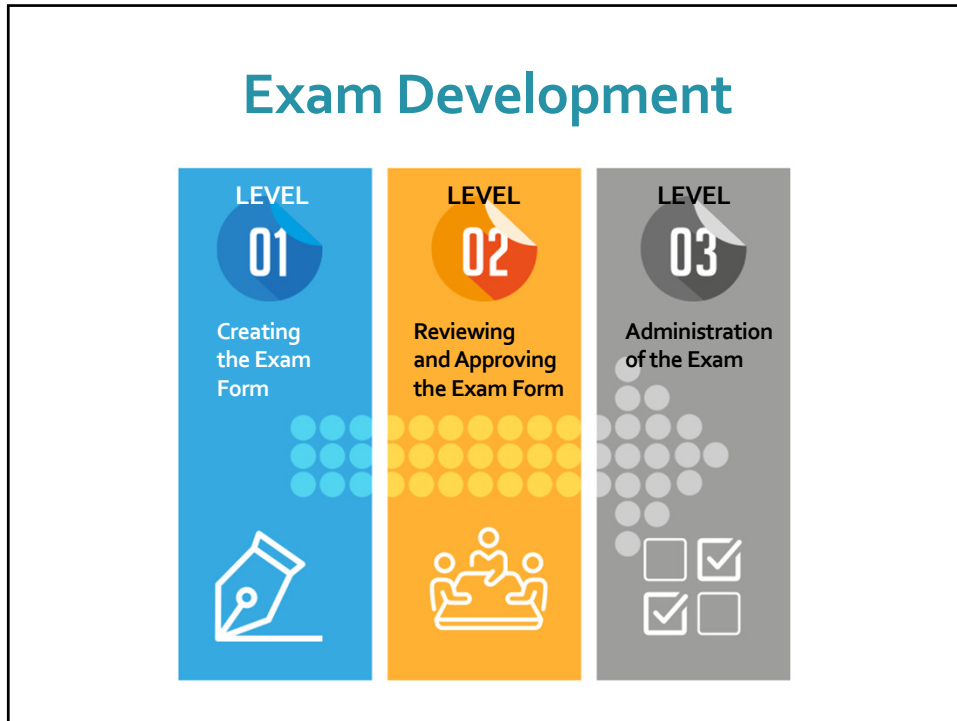 Exam Development
LEVEL
01
Creating
the Exam
Form
LEVEL
02
Reviewing
and Approving
the Exam Form
LEVEL
03
Administration
of the Exam